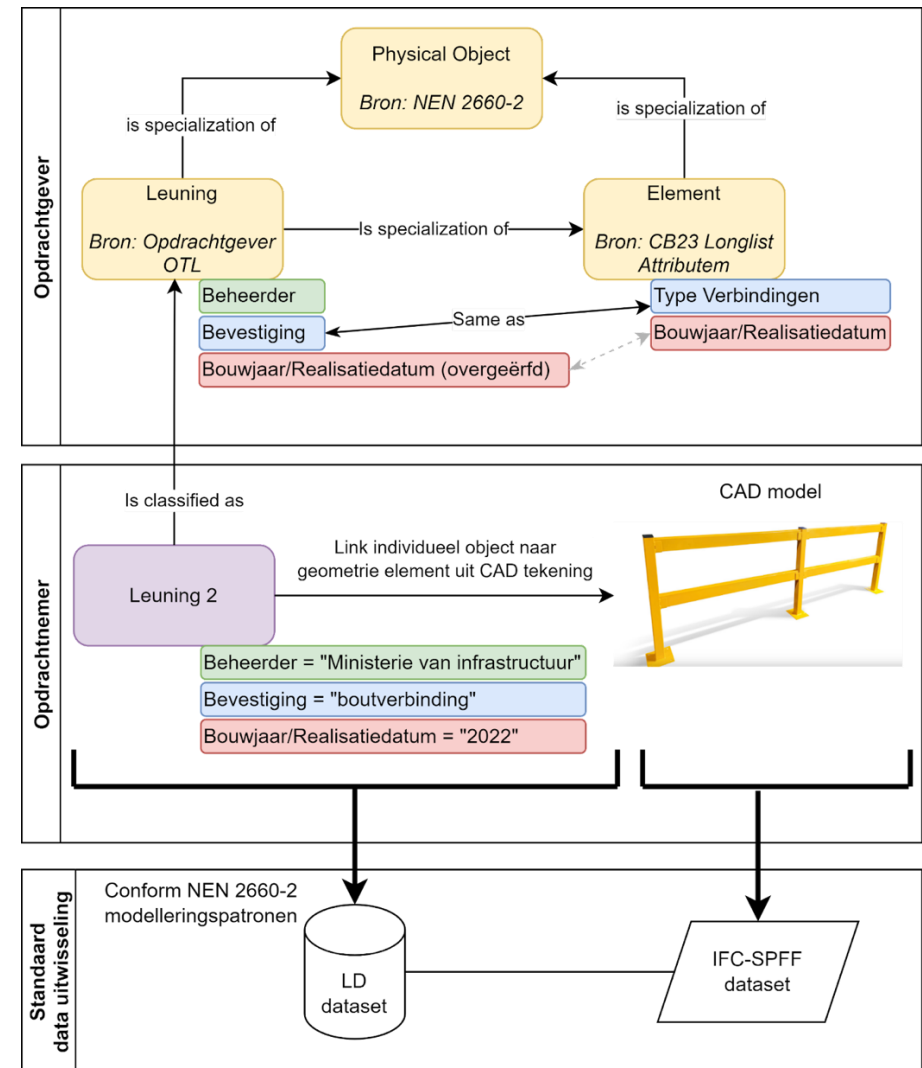 Opdrachtgever
Physical Object
Bron: NEN 2660-2
is specialization of
is specialization of
Leuning
Bron: Opdrachtgever
OTL
Is specialization of
Element
Bron: CB23 Longlist
Attributem
Beheerder
Bevestiging
Bouwjaar/Realisatiedatum (overgeërfd)
Same as
Type Verbindingen
Bouwjaar/Realisatiedatum
Opdrachtnemer
Is classified as
Leuning 2
Link individueel object naar
geometrie element uit CAD tekening
CAD model
Beheerder = "Ministerie van infrastructuur"
Bevestiging = "boutverbinding"
Bouwjaar/Realisatiedatum = "2022"
Standaard
data uitwisseling
Conform NEN 2660-2
modelleringspatronen
LD
dataset
IFC-SPFF
dataset